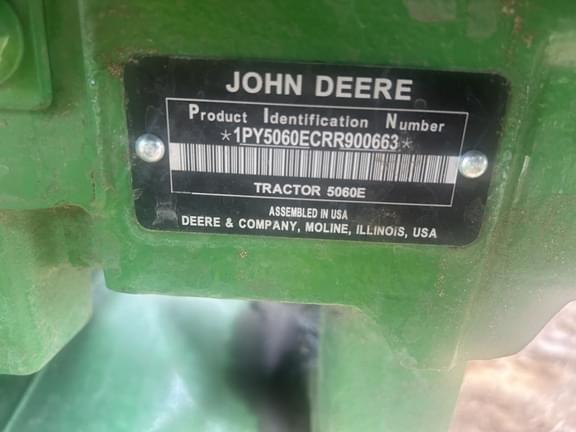 JOHN DEERE
Product Identification Number
*1PY5060ECRR900663*
TRACTOR 5060E
ASSEMBLED IN USA
DEERE & COMPANY, MOLINE, ILLINOIS, USA